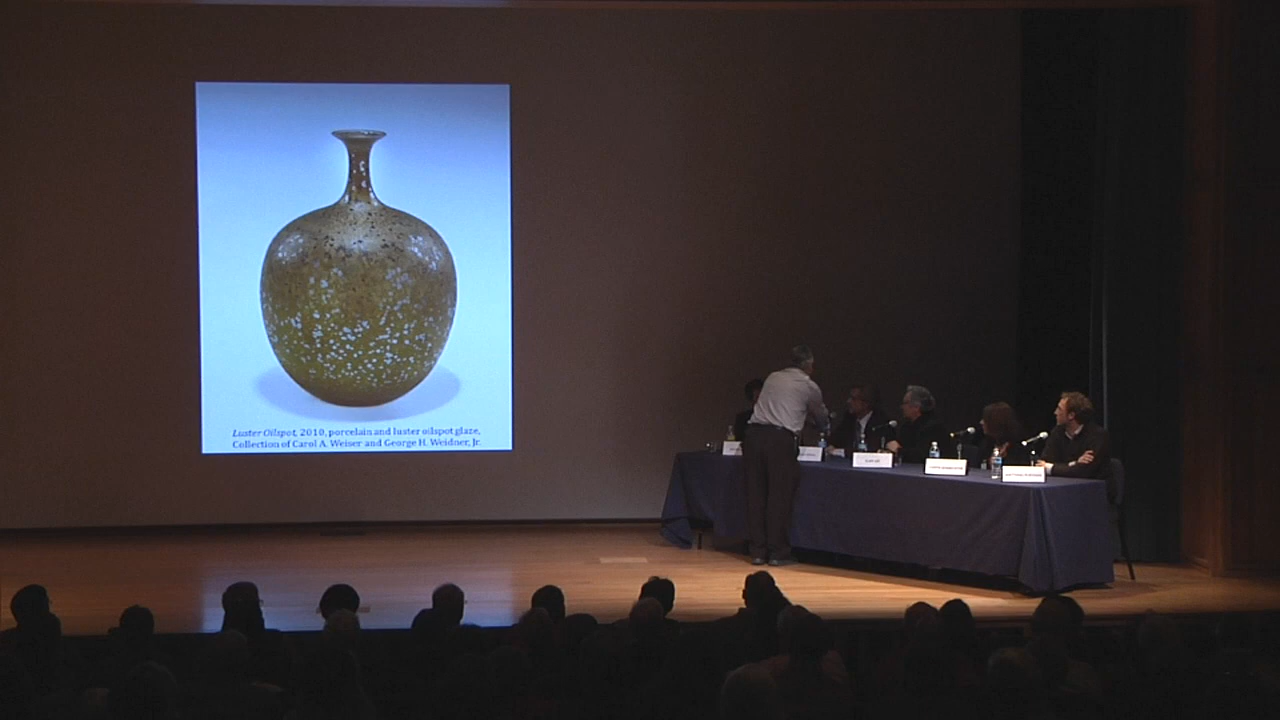 Luster Oilspot, 2010, porcelain and luster oilspot glaze,
Collection of Carol A. Weiser and George H. Weidner, Jr.